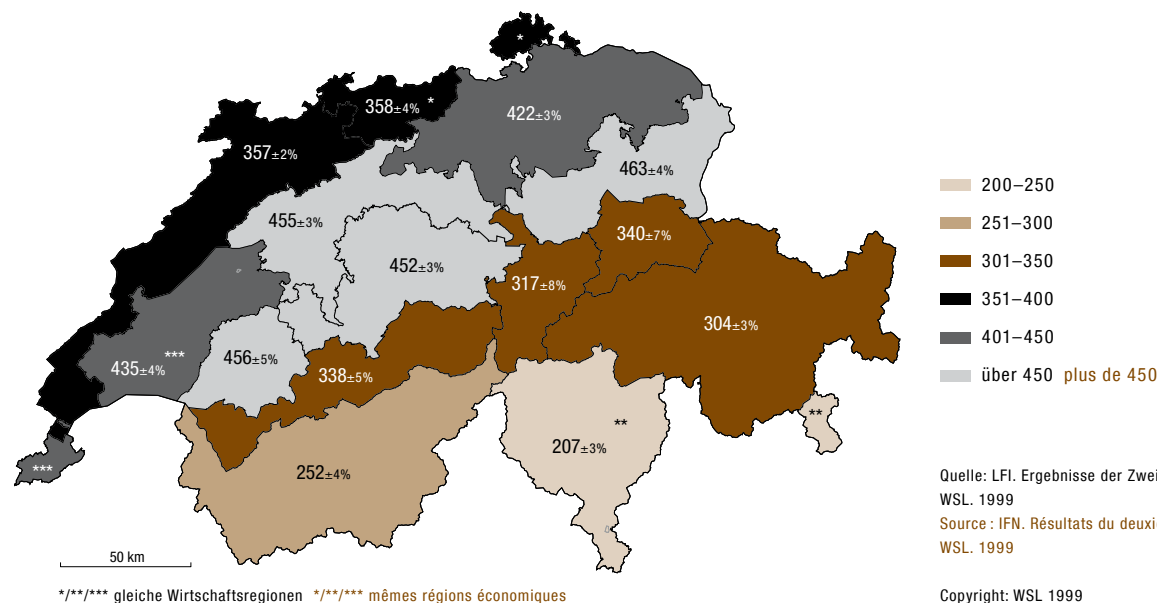 *
358±4% *
422±3%
357±2%
463±4%
455±3%
340±7%
452±3%
317±8%
304±3%
435±4% ***
456±5%
338±5%
**
207±3% **
***
252±4%
200–250
251–300
301–350
351–400
401–450
über 450 plus de 450
Quelle: LFI. Ergebnisse der Zwei
WSL. 1999
Source : IFN. Résultats du deuxi
WSL. 1999
Copyright: WSL 1999
50 km
*/**/*** gleiche Wirtschaftsregionen */**/*** mêmes régions économiques